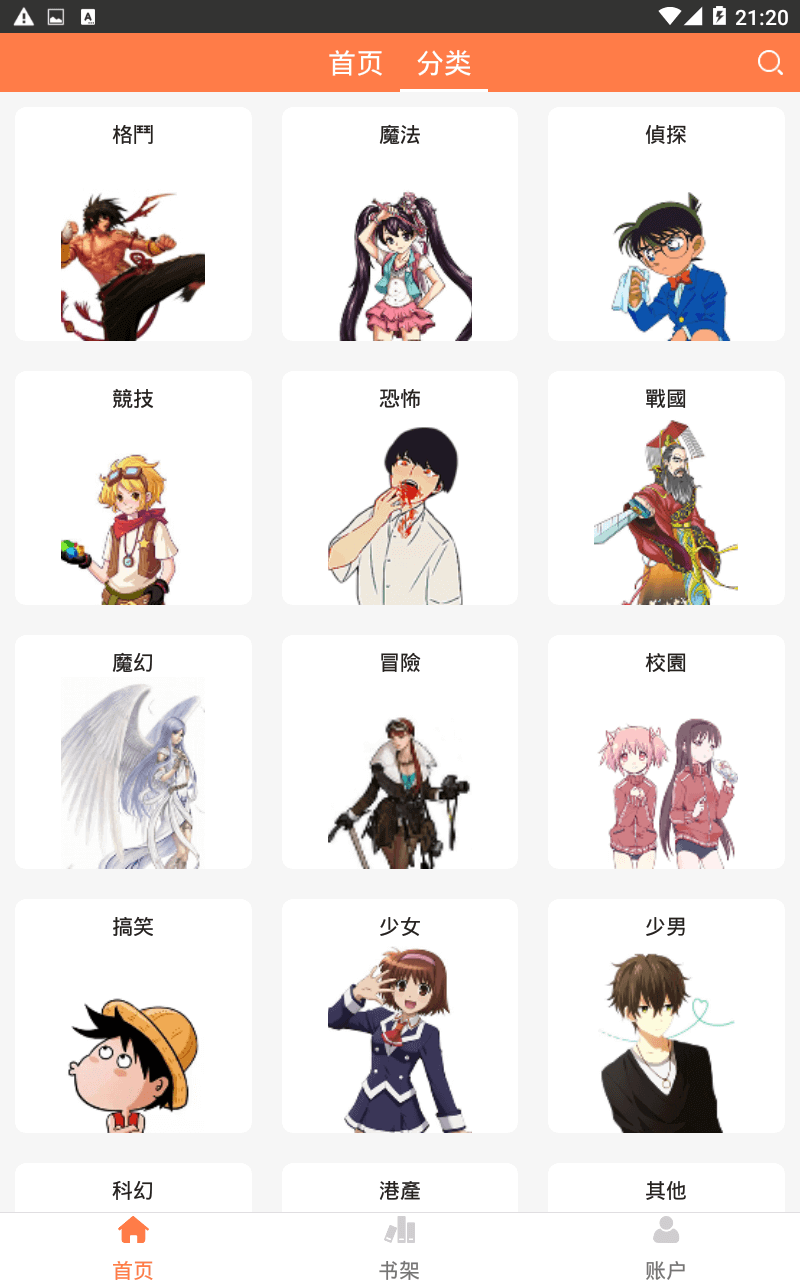 21:20
首页 分类
格鬥 魔法 偵探
競技 恐怖 戰國
魔幻 冒險 校園
搞笑 少女 少男
科幻 港產 其他
首页 书架 账户